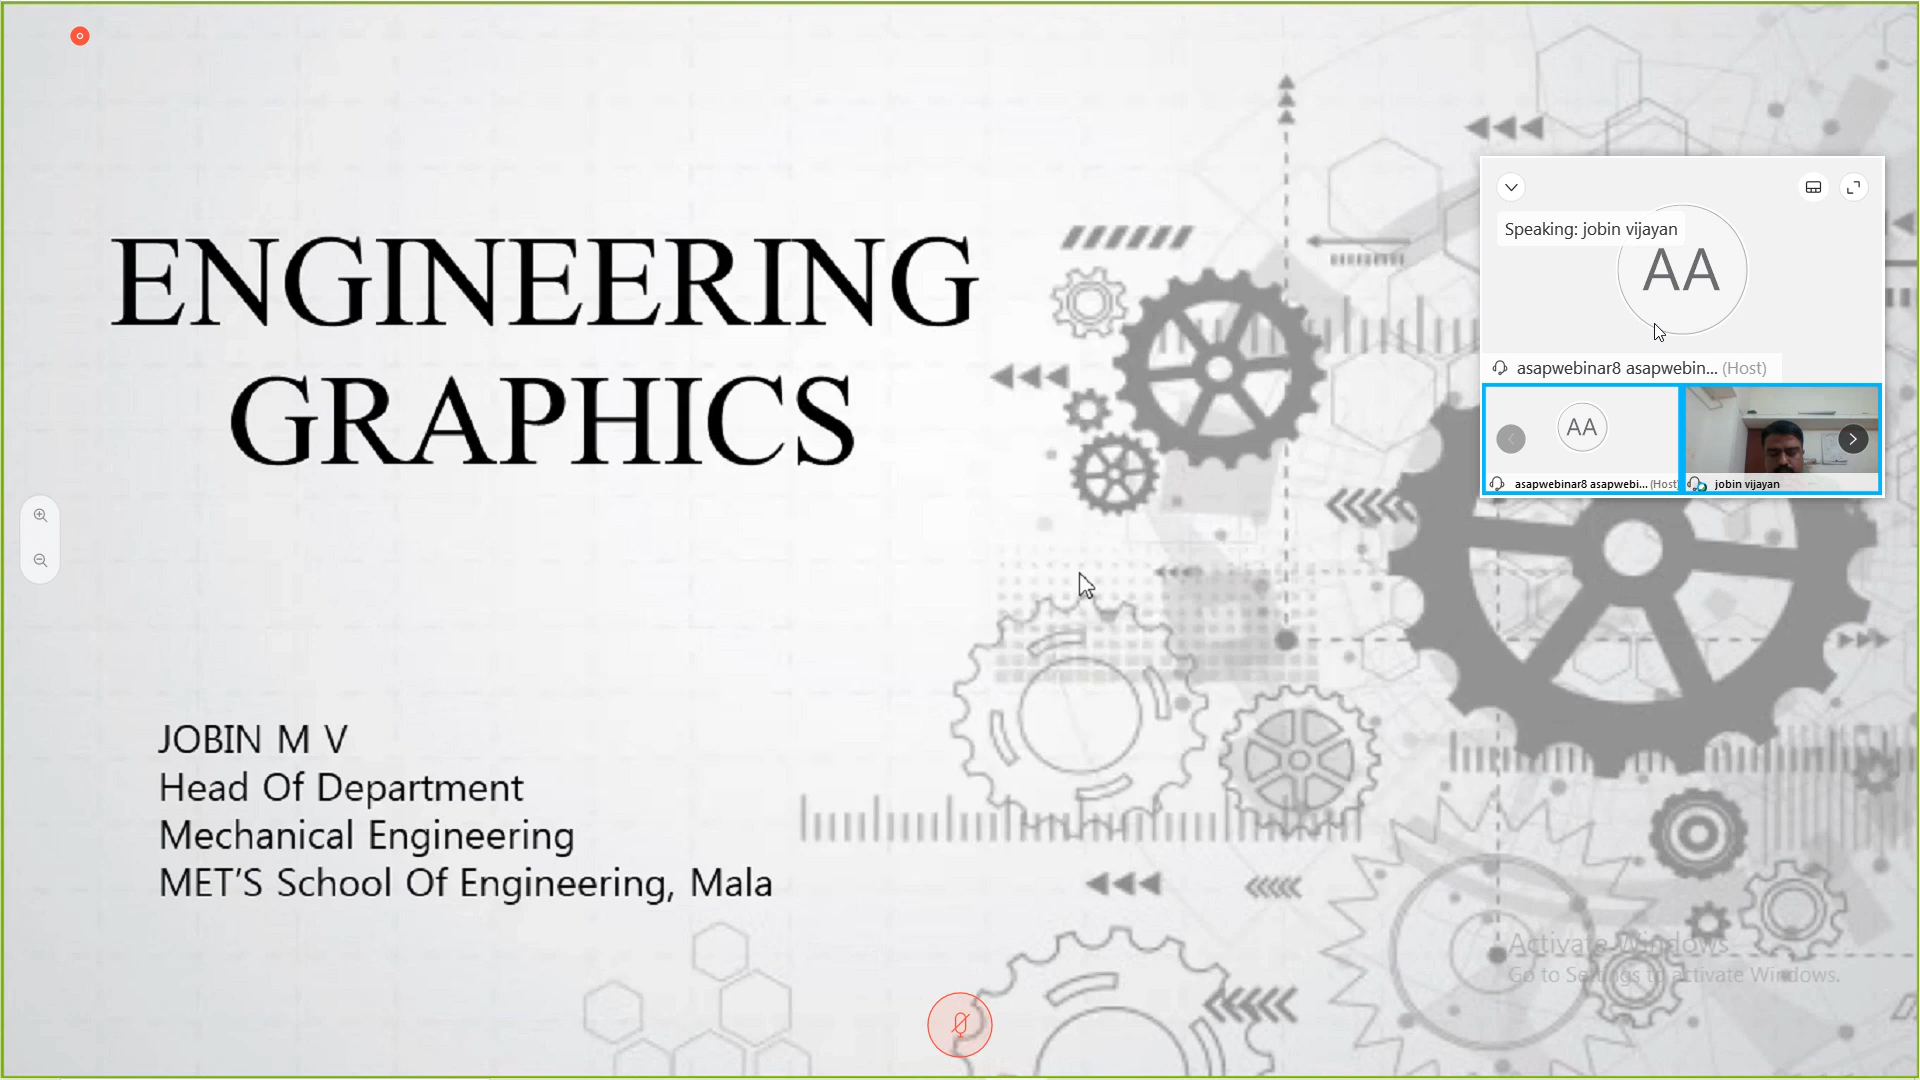 ENGINEERING
GRAPHICS
JOBIN M V
Head Of Department
Mechanical Engineering
MET'S School Of Engineering, Mala
Speaking: jobin vijayan
AA
asapwebinar8 asapwebin... (Host)
AA
asapwebinar8 asapwebi... (Host)
jobin vijayan
Activate Windows
Go to Settings to activate Windows.